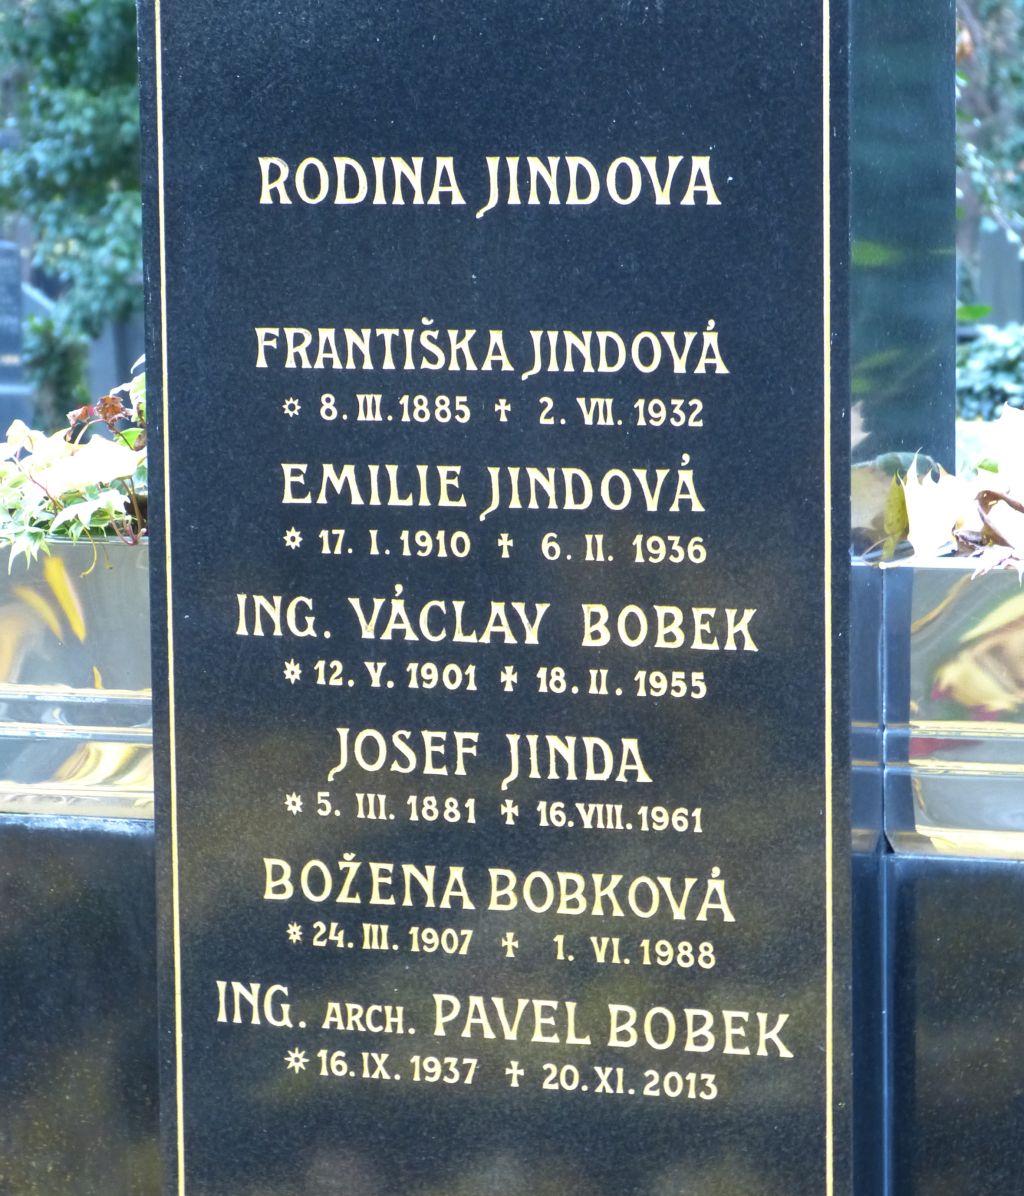 RODINA JINDOVA
FRANTIŠKA JINDOVÁ
✡ 8. III. 1885 ✝ 2. VII. 1932
EMILIE JINDOVÁ
✡ 17. I. 1910 ✝ 6. II. 1936
ING. VÁCLAV BOBEK
✡ 12. V. 1901 ✝ 18. II. 1955
JOSEF JINDA
✡ 5. III. 1881 ✝ 16. VIII. 1961
BOŽENA BOBKOVÁ
✡ 24. III. 1907 ✝ 1. VI. 1988
ING. ARCH. PAVEL BOBEK
✡ 16. IX. 1937 ✝ 20. XI. 2013